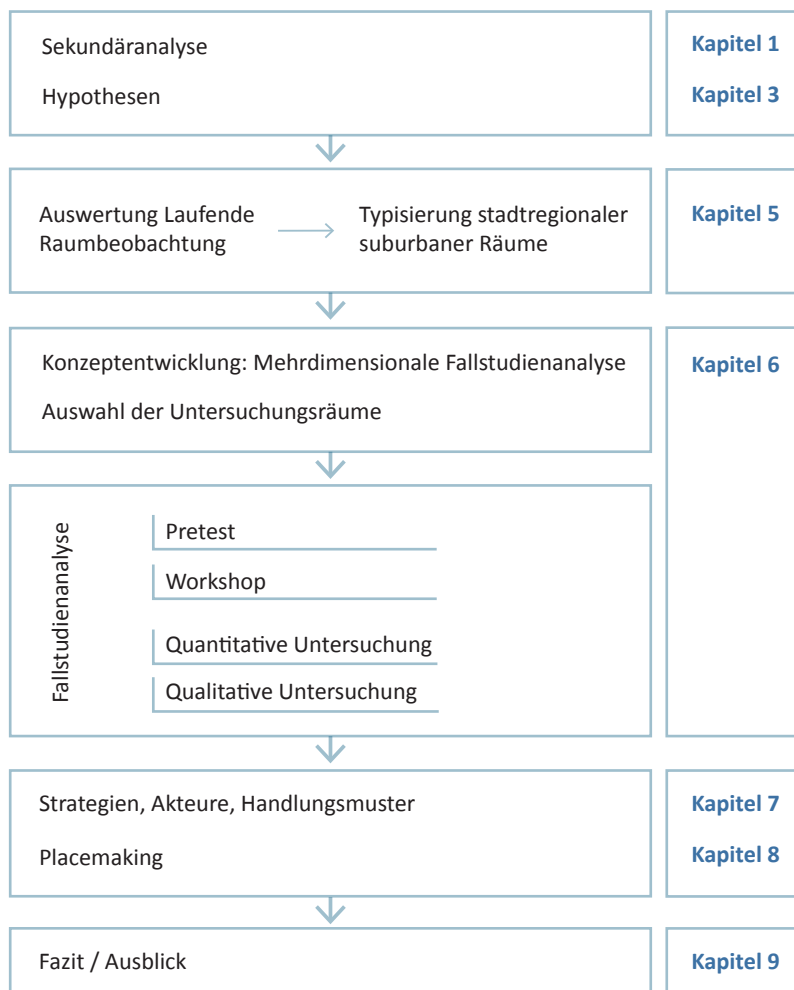 Sekundäranalyse
Kapitel 1
Hypothesen
Kapitel 3
Auswertung Laufende
Raumbeobachtung
Typisierung stadtregionaler
suburbaner Räume
Kapitel 5
Konzeptentwicklung: Mehrdimensionale Fallstudienanalyse
Kapitel 6
Auswahl der Untersuchungsräume
Fallstudienanalyse
Pretest
Workshop
Quantitative Untersuchung
Qualitative Untersuchung
Strategien, Akteure, Handlungsmuster
Kapitel 7
Placemaking
Kapitel 8
Fazit / Ausblick
Kapitel 9